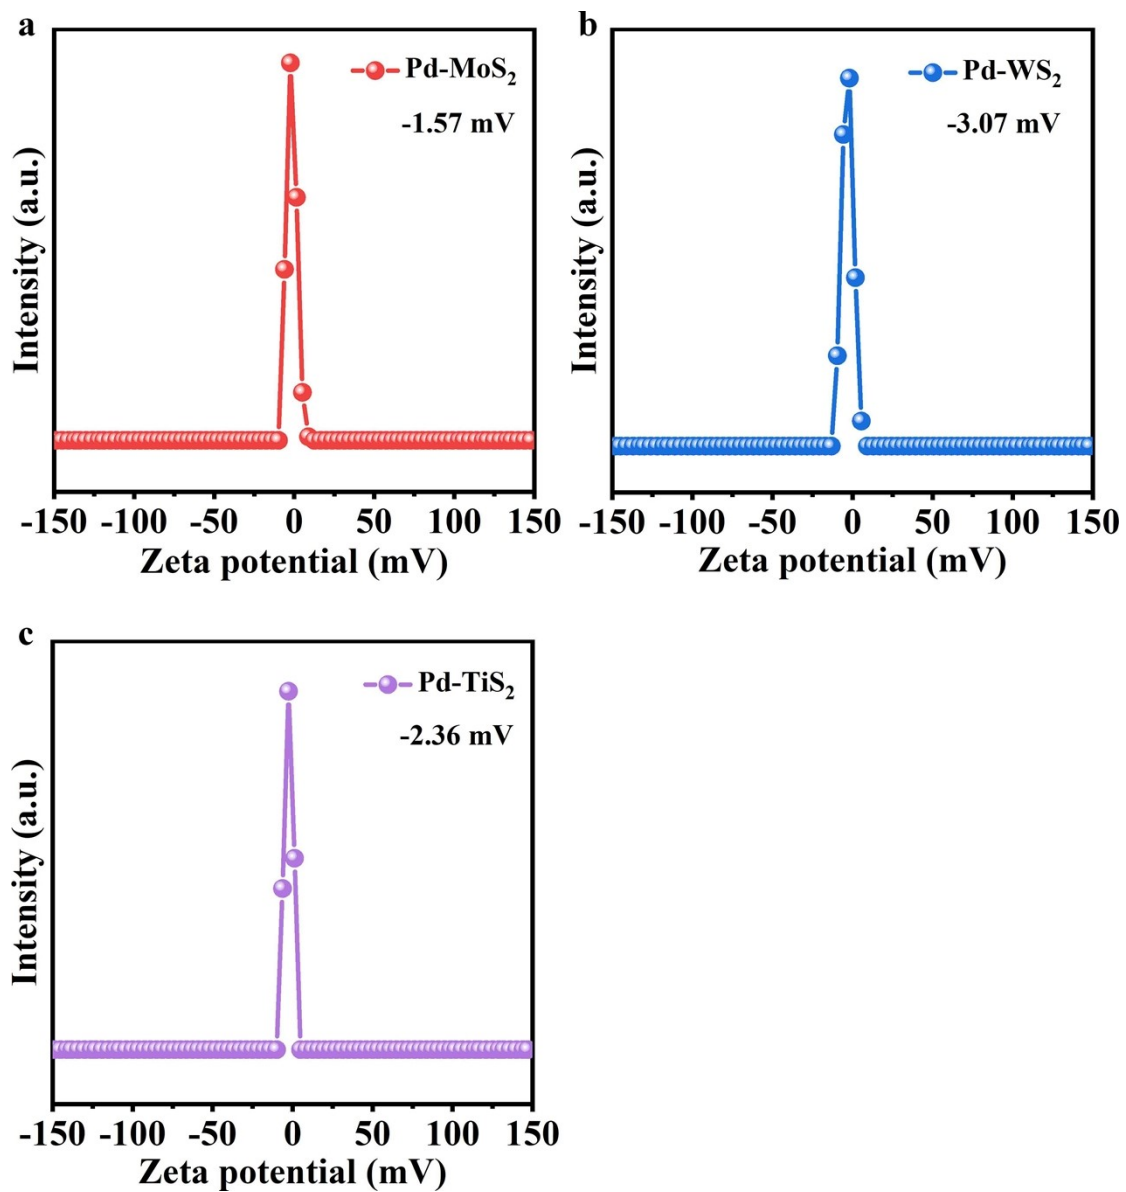 a
Pd-MoS₂
-1.57 mV
Intensity (a.u.)
-150 -100 -50 0 50 100 150
Zeta potential (mV)
b
Pd-WS₂
-3.07 mV
Intensity (a.u.)
-150 -100 -50 0 50 100 150
Zeta potential (mV)
c
Pd-TiS₂
-2.36 mV
Intensity (a.u.)
-150 -100 -50 0 50 100 150
Zeta potential (mV)